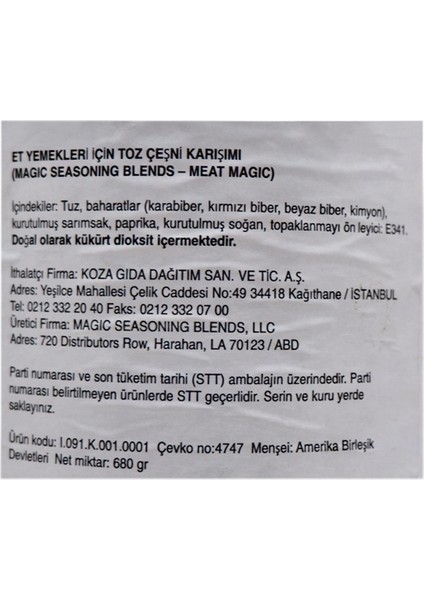 ET YEMEKLERİ İÇİN TOZ ÇEŞNİ KARIŞIMI
(MAGIC SEASONING BLENDS – MEAT MAGIC)
İçindekiler: Tuz, baharatlar (karabiber, kırmızı biber, beyaz biber, kimyon),
kurutulmuş sarımsak, paprika, kurutulmuş soğan, topaklanmayı ön leyici: E341.
Doğal olarak kükürt dioksit içermektedir.
İthalatçı Firma: KOZA GIDA DAĞITIM SAN. VE TİC. A.Ş.
Adres: Yeşilce Mahallesi Çelik Caddesi No:49 34418 Kağıthane / İSTANBUL
Tel: 0212 332 20 40 Faks: 0212 332 07 00
Üretici Firma: MAGIC SEASONING BLENDS, LLC
Adres: 720 Distributors Row, Harahan, LA 70123 / ABD
Parti numarası ve son tüketim tarihi (STT) ambalajın üzerindedir. Parti
numarası belirtilmeyen ürünlerde STT geçerlidir. Serin ve kuru yerde
saklayınız.
Ürün kodu: I.091.K.001.0001 Çevko no:4747 Menşei: Amerika Birleşik
Devletleri Net miktar: 680 gr